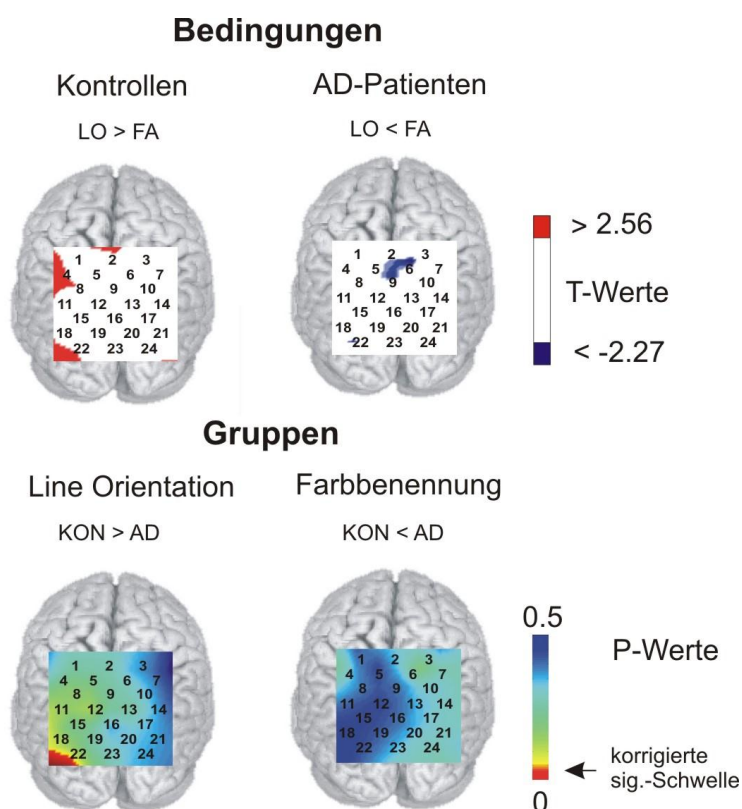 Bedingungen
Kontrollen AD-Patienten
LO > FA LO < FA
1 2 3
4 5 6 7
8 9 10
11 12 13 14
15 16 17
18 19 20 21
22 23 24
1 2 3
4 5 6 7
8 9 10
11 12 13 14
15 16 17
18 19 20 21
22 23 24
> 2.56
T-Werte
< -2.27
Gruppen
Line Orientation Farbbenennung
KON > AD KON < AD
1 2 3
4 5 6 7
8 9 10
11 12 13 14
15 16 17
18 19 20 21
22 23 24
1 2 3
4 5 6 7
8 9 10
11 12 13 14
15 16 17
18 19 20 21
22 23 24
0.5
P-Werte
korrigierte
sig.-Schwelle
0